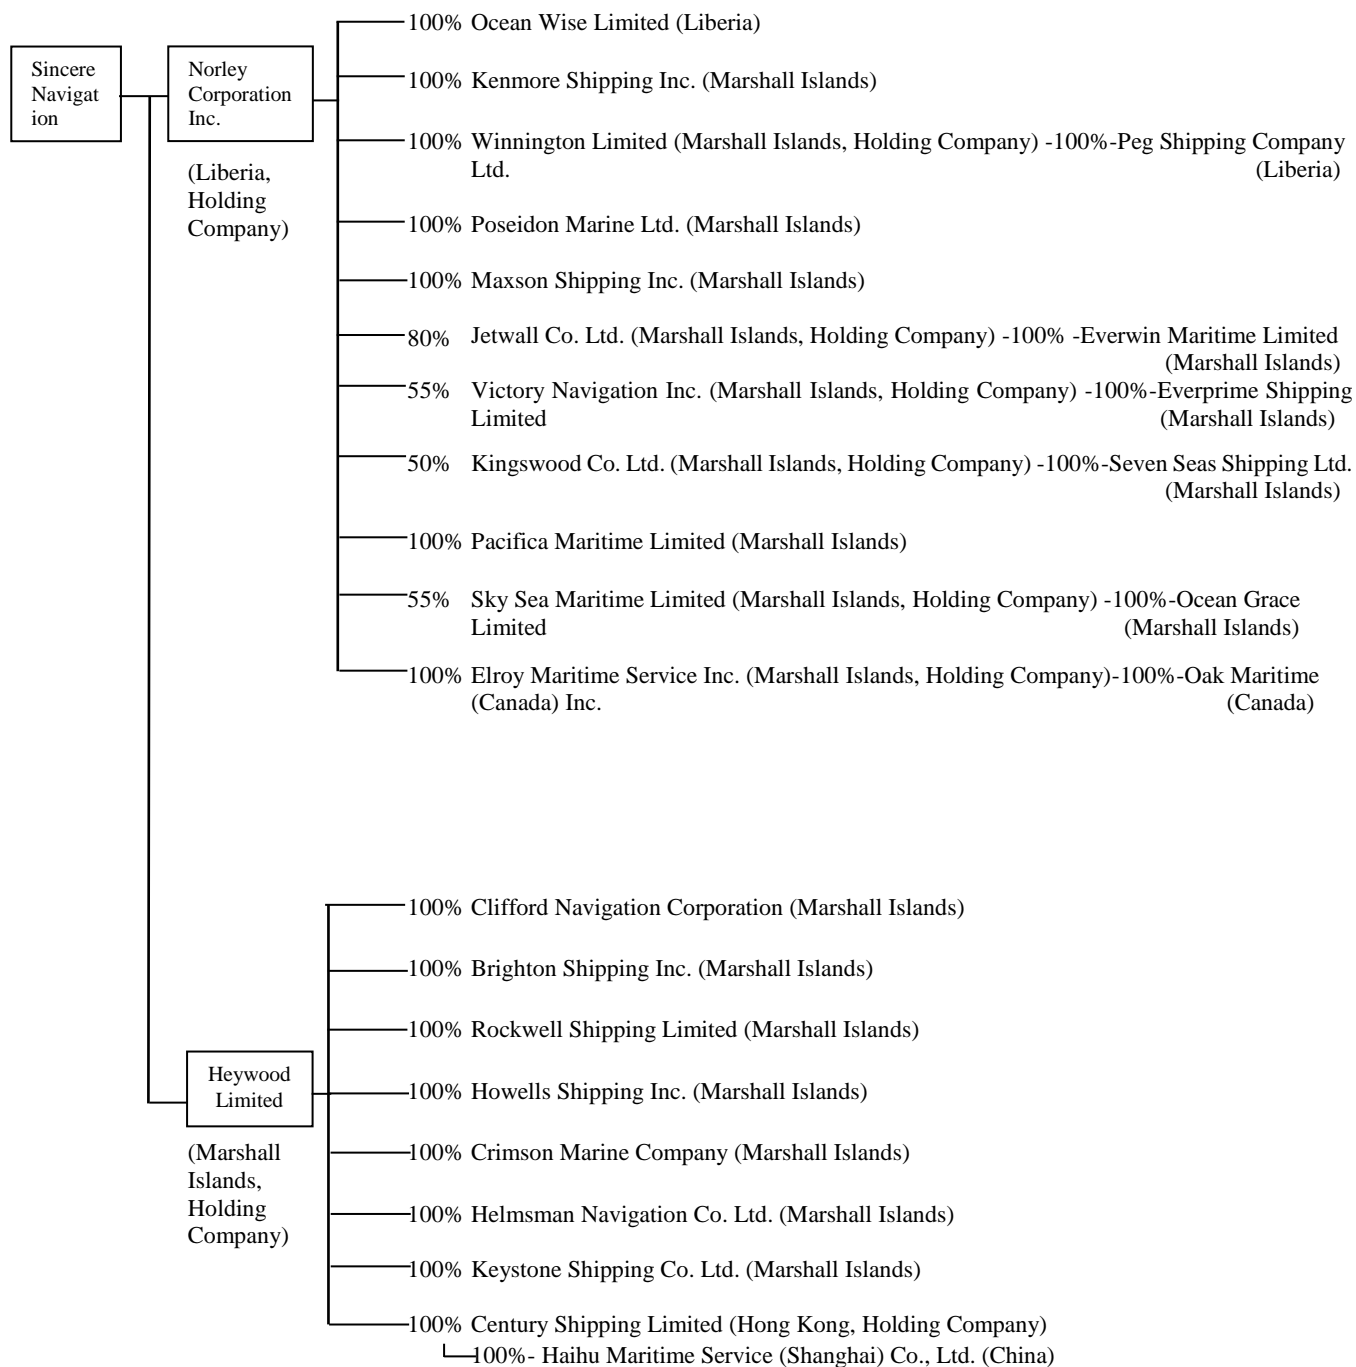 Sincere
Navigat
ion
Norley
Corporation
Inc.
(Liberia,
Holding
Company)
100% Ocean Wise Limited (Liberia)
100% Kenmore Shipping Inc. (Marshall Islands)
100% Winnington Limited (Marshall Islands, Holding Company) -100%-Peg Shipping Company
Ltd. (Liberia)
100% Poseidon Marine Ltd. (Marshall Islands)
100% Maxson Shipping Inc. (Marshall Islands)
80% Jetwall Co. Ltd. (Marshall Islands, Holding Company) -100% -Everwin Maritime Limited
(Marshall Islands)
55% Victory Navigation Inc. (Marshall Islands, Holding Company) -100%-Everprime Shipping
Limited (Marshall Islands)
50% Kingswood Co. Ltd. (Marshall Islands, Holding Company) -100%-Seven Seas Shipping Ltd.
(Marshall Islands)
100% Pacifica Maritime Limited (Marshall Islands)
55% Sky Sea Maritime Limited (Marshall Islands, Holding Company) -100%-Ocean Grace
Limited (Marshall Islands)
100% Elroy Maritime Service Inc. (Marshall Islands, Holding Company)-100%-Oak Maritime
(Canada) Inc. (Canada)
Heywood
Limited
(Marshall
Islands,
Holding
Company)
100% Clifford Navigation Corporation (Marshall Islands)
100% Brighton Shipping Inc. (Marshall Islands)
100% Rockwell Shipping Limited (Marshall Islands)
100% Howells Shipping Inc. (Marshall Islands)
100% Crimson Marine Company (Marshall Islands)
100% Helmsman Navigation Co. Ltd. (Marshall Islands)
100% Keystone Shipping Co. Ltd. (Marshall Islands)
100% Century Shipping Limited (Hong Kong, Holding Company)
100%- Haihu Maritime Service (Shanghai) Co., Ltd. (China)